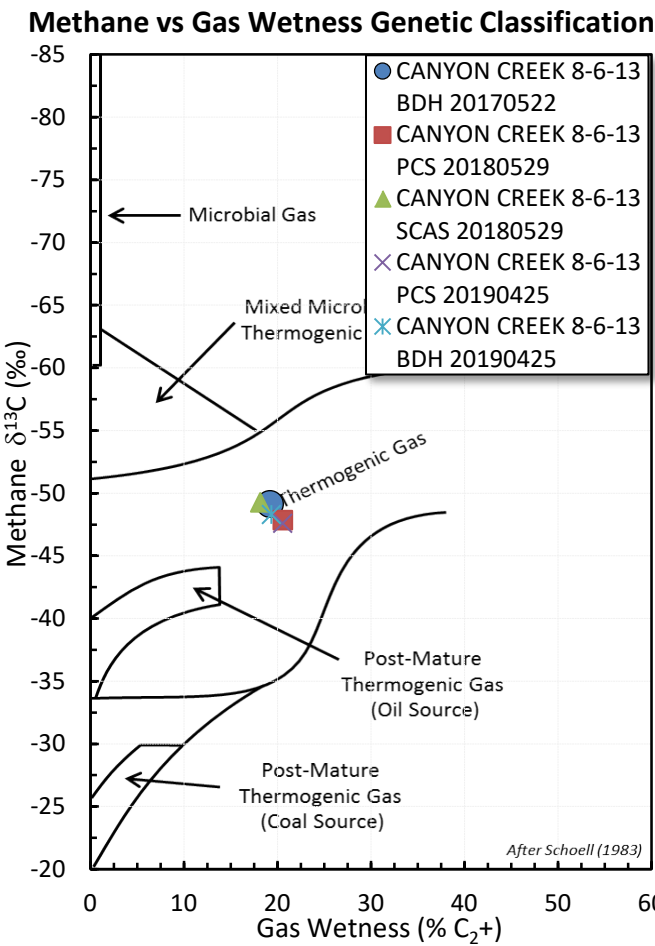 Methane vs Gas Wetness Genetic Classification
-85
-80
-75
-70
-65
-60
-55
-50
-45
-40
-35
-30
-25
-20
Methane δ¹³C (‰)
CANYON CREEK 8-6-13
BDH 20170522
CANYON CREEK 8-6-13
PCS 20180529
CANYON CREEK 8-6-13
SCAS 20180529
CANYON CREEK 8-6-13
PCS 20190425
CANYON CREEK 8-6-13
BDH 20190425
Microbial Gas
Mixed Micro
Thermogenic
Thermogenic Gas
Post-Mature
Thermogenic Gas
(Oil Source)
Post-Mature
Thermogenic Gas
(Coal Source)
After Schoell (1983)
0 10 20 30 40 50 60
Gas Wetness (% C₂+)